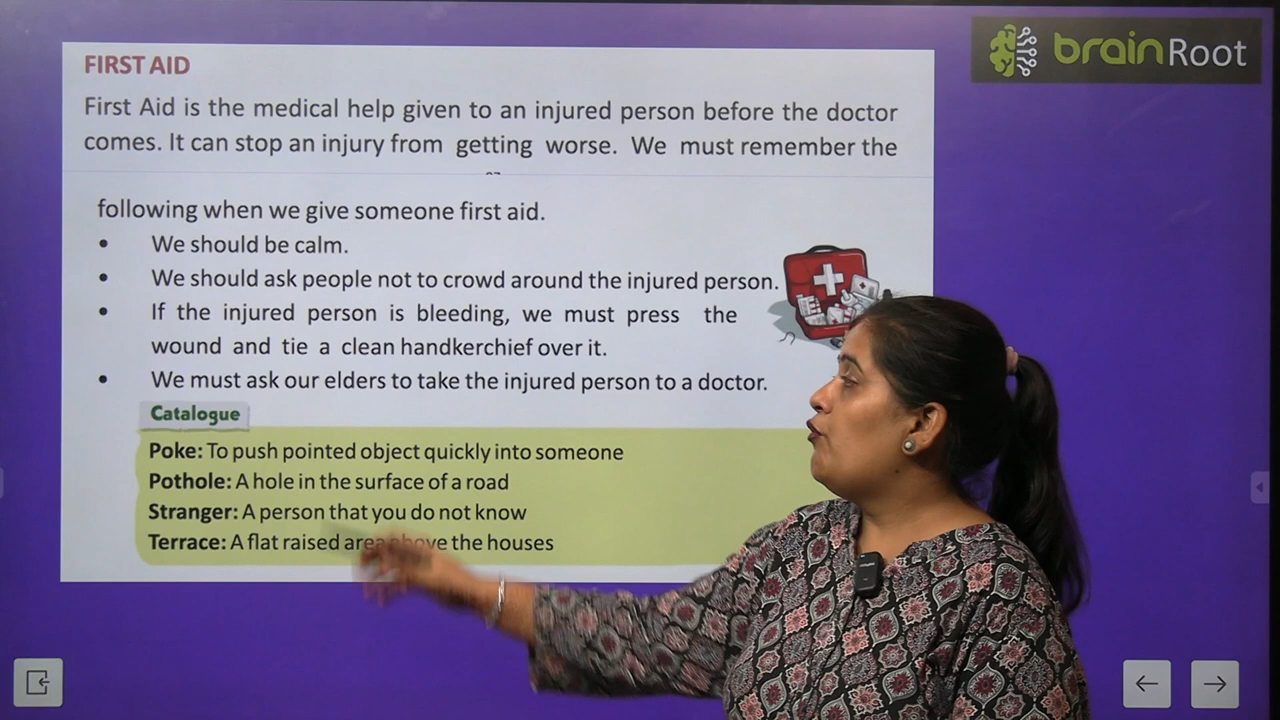 brainRoot
FIRST AID
First Aid is the medical help given to an injured person before the doctor
comes. It can stop an injury from getting worse. We must remember the
following when we give someone first aid.
• We should be calm.
• We should ask people not to crowd around the injured person.
• If the injured person is bleeding, we must press the
wound and tie a clean handkerchief over it.
• We must ask our elders to take the injured person to a doctor.
Catalogue
Poke: To push pointed object quickly into someone
Pothole: A hole in the surface of a road
Stranger: A person that you do not know
Terrace: A flat raised area above the houses